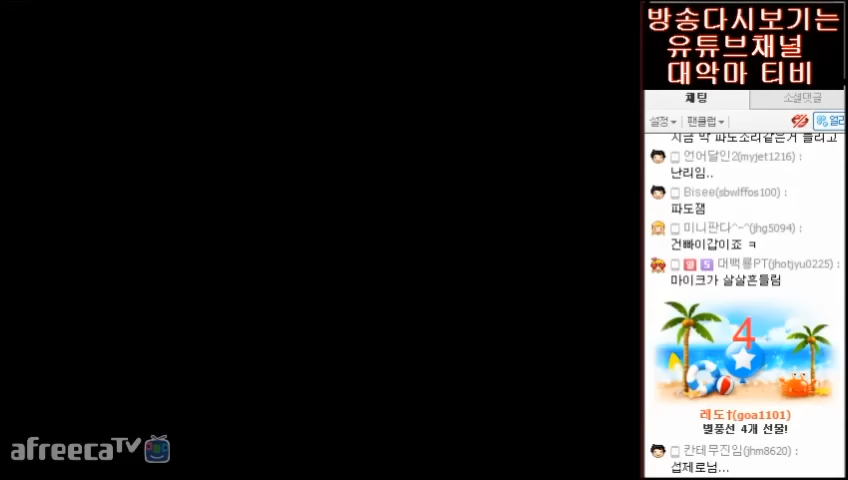 방송다시보기는
유튜브채널
대악마 티비
채팅
소셜댓글
설정
팬클럽
얼리
지금 막 파도소리같은거 들리고
언어달인2(myjet1216) :
난리임..
Bisee(sbwlffos100) :
파도잼
미니판다^-^(jhg5094) :
건빠이갑이죠 ㅋ
열 S 대백룡PT(jhotjyu0225) :
마이크가 살살흔들림
4
레도†(goa1101)
별풍선 4개 선물!
칸테무진임(jhm8620) :
섭제로님...
afreecaTV